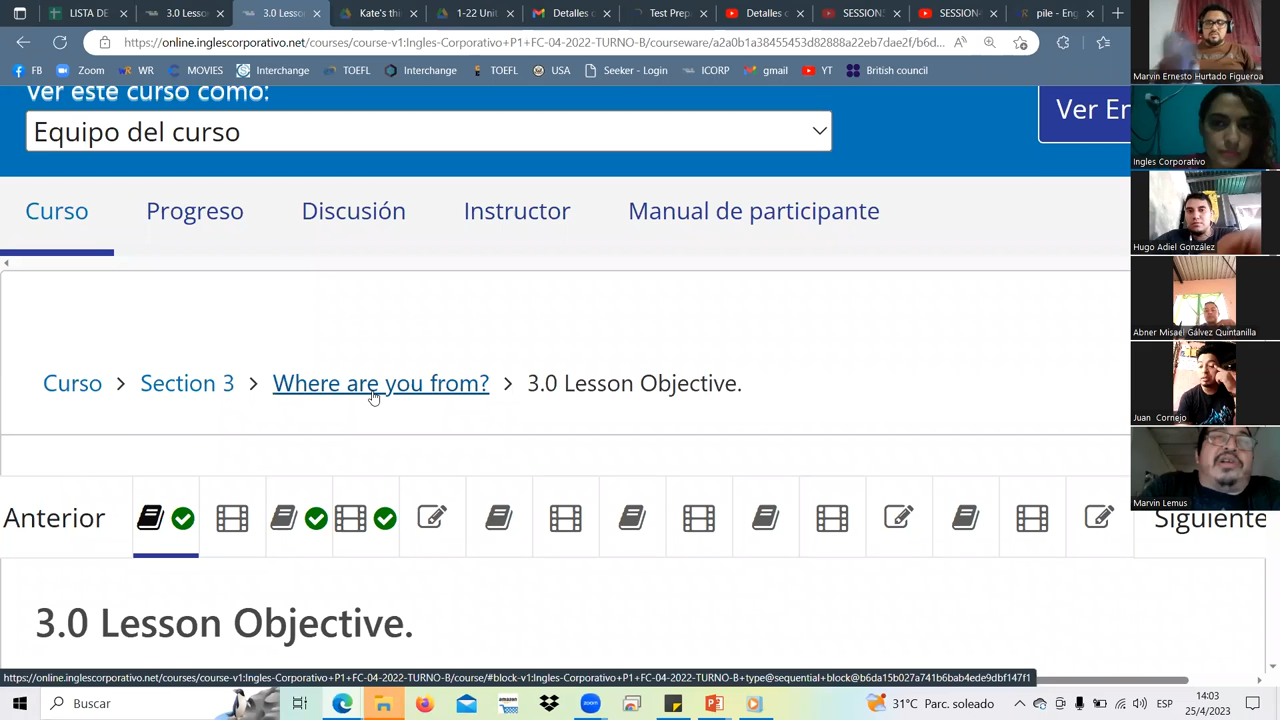 LISTA DE
3.0 Lesson
3.0 Lesso
Kate's thi
1-22 Unit
Detalles c
Test Prep
Detalles c
SESSION
SESSION
pile - Eng
https://online.inglescorporativo.net/courses/course-v1:Ingles-Corporativo+P1+FC-04-2022-TURNO-B/courseware/a2a0b1a38455453d82888a22eb7dae2f/b6d...
FB
Zoom
WR
MOVIES
Interchange
TOEFL
Interchange
TOEFL
USA
Seeker - Login
ICORP
gmail
YT
British council
Ver este curso como:
Equipo del curso
Ver En
Curso
Progreso
Discusión
Instructor
Manual de participante
Curso > Section 3 > Where are you from? > 3.0 Lesson Objective.
Anterior
Siguiente
3.0 Lesson Objective.
https://online.inglescorporativo.net/courses/course-v1:Ingles-Corporativo+P1+FC-04-2022-TURNO-B/course/#block-v1:Ingles-Corporativo+P1+FC-04-2022-TURNO-B+type@sequential+block@b6da15b027a741b6bab4ede9dbf147f1
Buscar
31°C Parc. soleado
ESP
14:03
25/4/2023
Marvin Ernesto Hurtado Figueroa
Ingles Corporativo
Hugo Adiel González
Abner Misael Gálvez Quintanilla
Juan Cornejo
Marvin Lemus